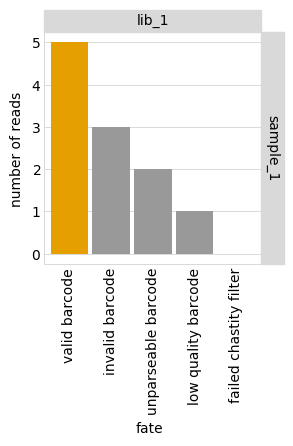 lib_1
sample_1
number of reads
5
4
3
2
1
0
valid barcode
invalid barcode
unparseable barcode
low quality barcode
failed chastity filter
fate